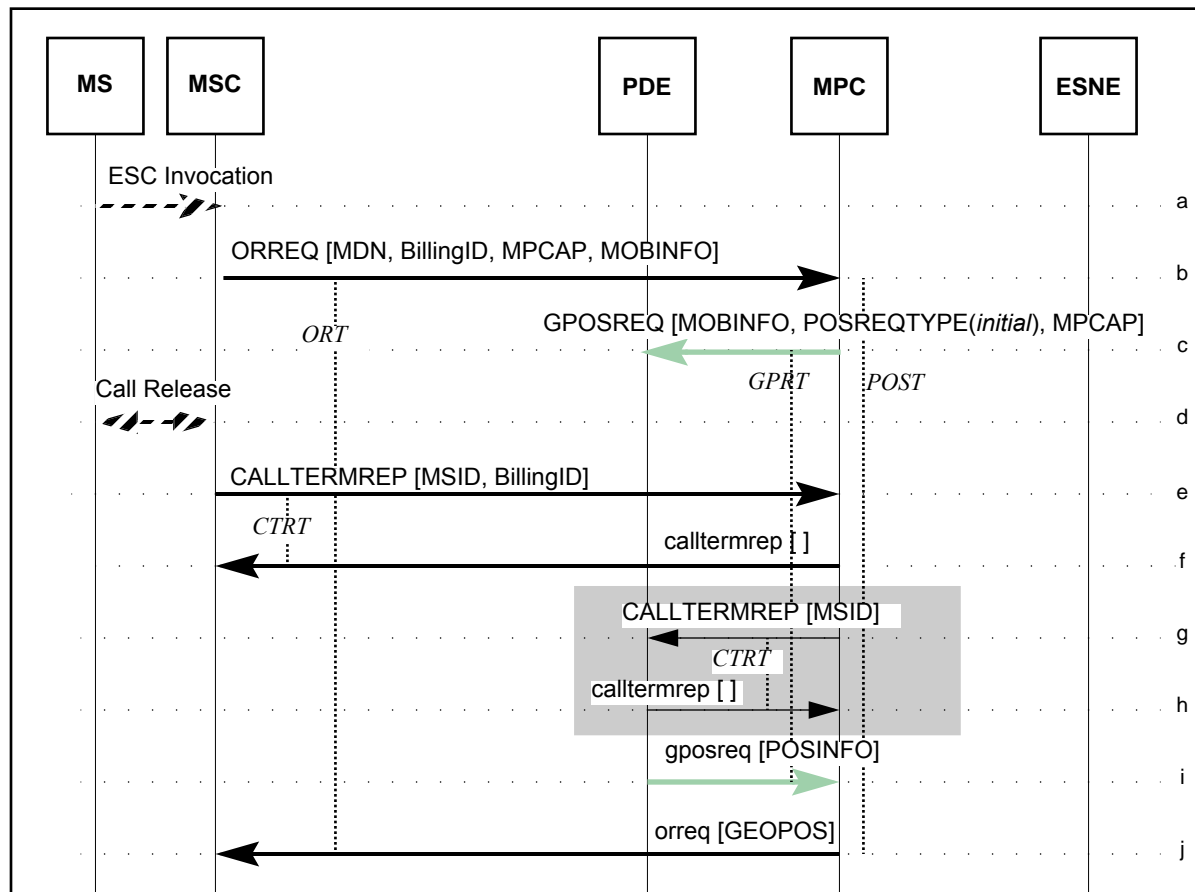 MS
MSC
PDE
MPC
ESNE
ESC Invocation
a
ORREQ [MDN, BillingID, MPCAP, MOBINFO]
b
GPOSREQ [MOBINFO, POSREQTYPE(initial), MPCAP]
ORT
c
GPRT
POST
Call Release
d
CALLTERMREP [MSID, BillingID]
e
CTRT
calltermrep [ ]
f
CALLTERMREP [MSID]
g
CTRT
calltermrep [ ]
h
gposreq [POSINFO]
i
orreq [GEOPOS]
j